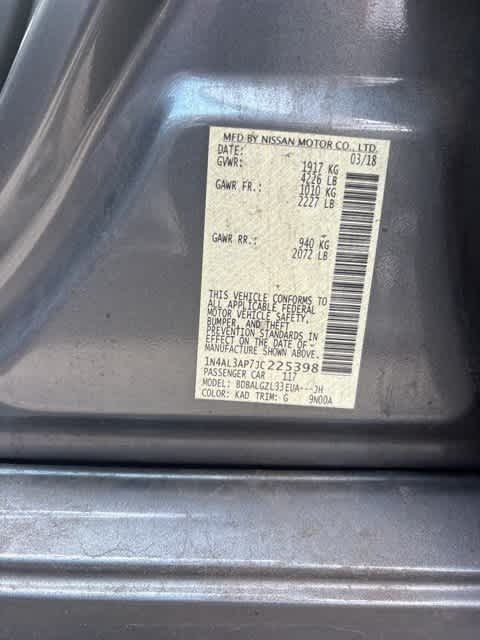 MFD BY NISSAN MOTOR CO., LTD.
DATE: 03/18
GVWR: 1917 KG
4226 LB
GAWR FR.: 1010 KG
2227 LB
GAWR RR.: 940 KG
2072 LB
THIS VEHICLE CONFORMS TO
ALL APPLICABLE FEDERAL
MOTOR VEHICLE SAFETY,
BUMPER, AND THEFT
PREVENTION STANDARDS IN
EFFECT ON THE DATE OF
MANUFACTURE SHOWN ABOVE.
1N4AL3AP7JC225398
PASSENGER CAR 117
MODEL: BDBALGZL33EUA---JH
COLOR: KAD TRIM: G 9N00A